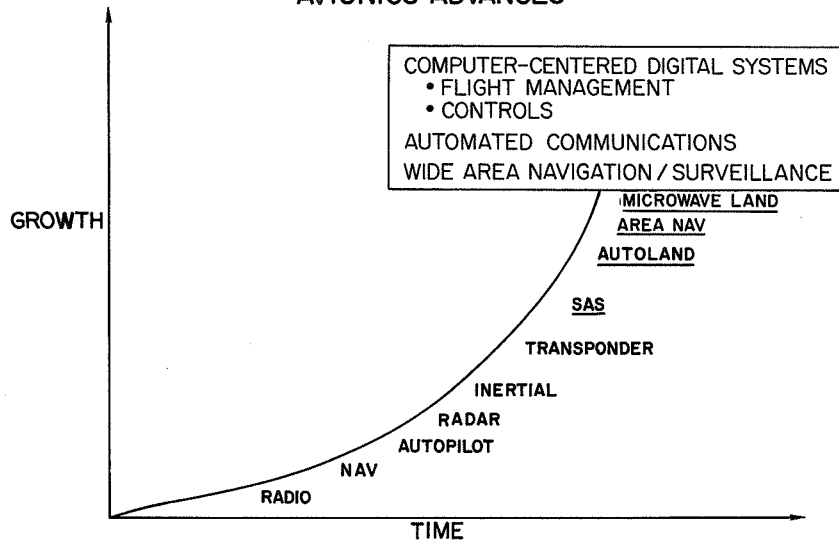 AVIONICS ADVANCES
COMPUTER-CENTERED DIGITAL SYSTEMS
• FLIGHT MANAGEMENT
• CONTROLS
AUTOMATED COMMUNICATIONS
WIDE AREA NAVIGATION / SURVEILLANCE
MICROWAVE LAND
GROWTH
AREA NAV
AUTOLAND
SAS
TRANSPONDER
INERTIAL
RADAR
AUTOPILOT
NAV
RADIO
TIME